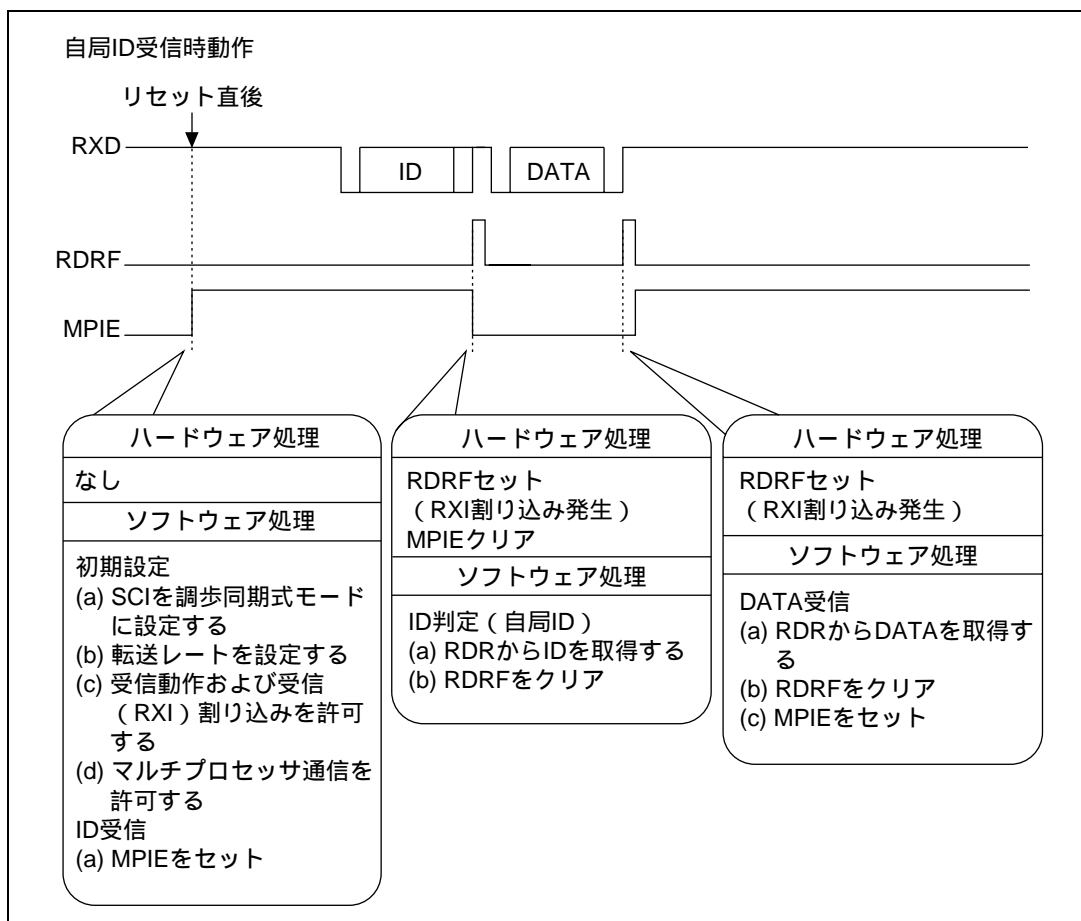 自局ID受信時動作
リセット直後
RXD
ID
DATA
RDRF
MPIE
ハードウェア処理
なし
ソフトウェア処理
初期設定
(a) SCIを調歩同期式モード
に設定する
(b) 転送レートを設定する
(c) 受信動作および受信
(RXI)割り込みを許可
する
(d) マルチプロセッサ通信を
許可する
ID受信
(a) MPIEをセット
ハードウェア処理
RDRFセット
(RXI割り込み発生)
MPIEクリア
ソフトウェア処理
ID判定(自局ID)
(a) RDRからIDを取得する
(b) RDRFをクリア
ハードウェア処理
RDRFセット
(RXI割り込み発生)
ソフトウェア処理
DATA受信
(a) RDRからDATAを取得す
る
(b) RDRFをクリア
(c) MPIEをセット